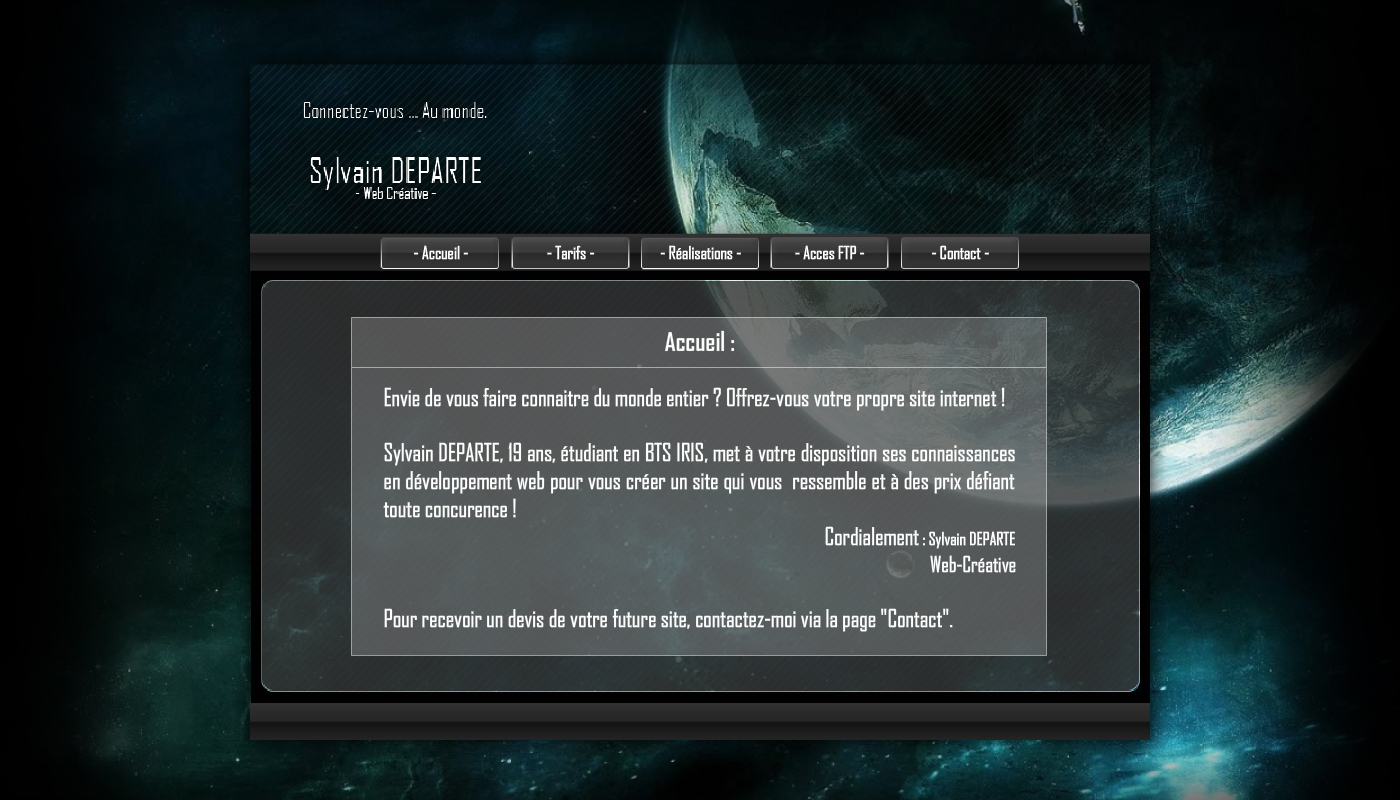 Connectez-vous ... Au monde.
Sylvain DEPARTE
- Web Créative -
- Accueil - - Tarifs - - Réalisations - - Acces FTP - - Contact -
Accueil :
Envie de vous faire connaitre du monde entier ? Offrez-vous votre propre site internet !
Sylvain DEPARTE, 19 ans, étudiant en BTS IRIS, met à votre disposition ses connaissances
en développement web pour vous créer un site qui vous ressemble et à des prix défiant
toute concurence !
Cordialement : Sylvain DEPARTE
Web-Créative
Pour recevoir un devis de votre future site, contactez-moi via la page "Contact".